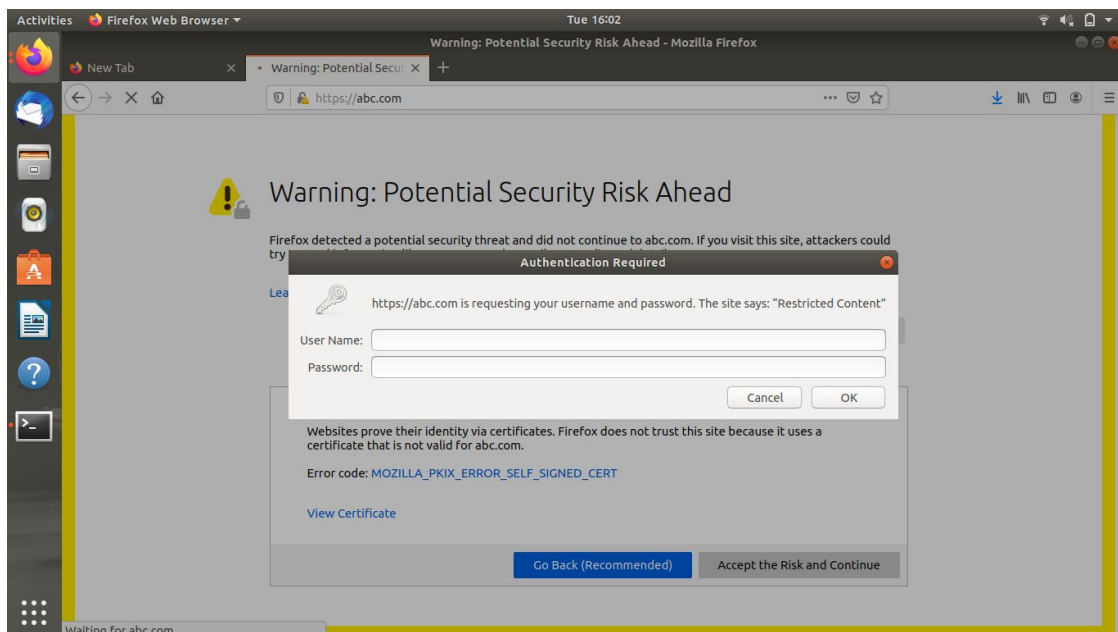 Activities Firefox Web Browser Tue 16:02
Warning: Potential Security Risk Ahead - Mozilla Firefox
New Tab Warning: Potential Secur
https://abc.com
Warning: Potential Security Risk Ahead
Firefox detected a potential security threat and did not continue to abc.com. If you visit this site, attackers could
try
Lea
Authentication Required
https://abc.com is requesting your username and password. The site says: “Restricted Content”
User Name:
Password:
Cancel OK
Websites prove their identity via certificates. Firefox does not trust this site because it uses a
certificate that is not valid for abc.com.
Error code: MOZILLA_PKIX_ERROR_SELF_SIGNED_CERT
View Certificate
Go Back (Recommended) Accept the Risk and Continue
Waiting for abc.com